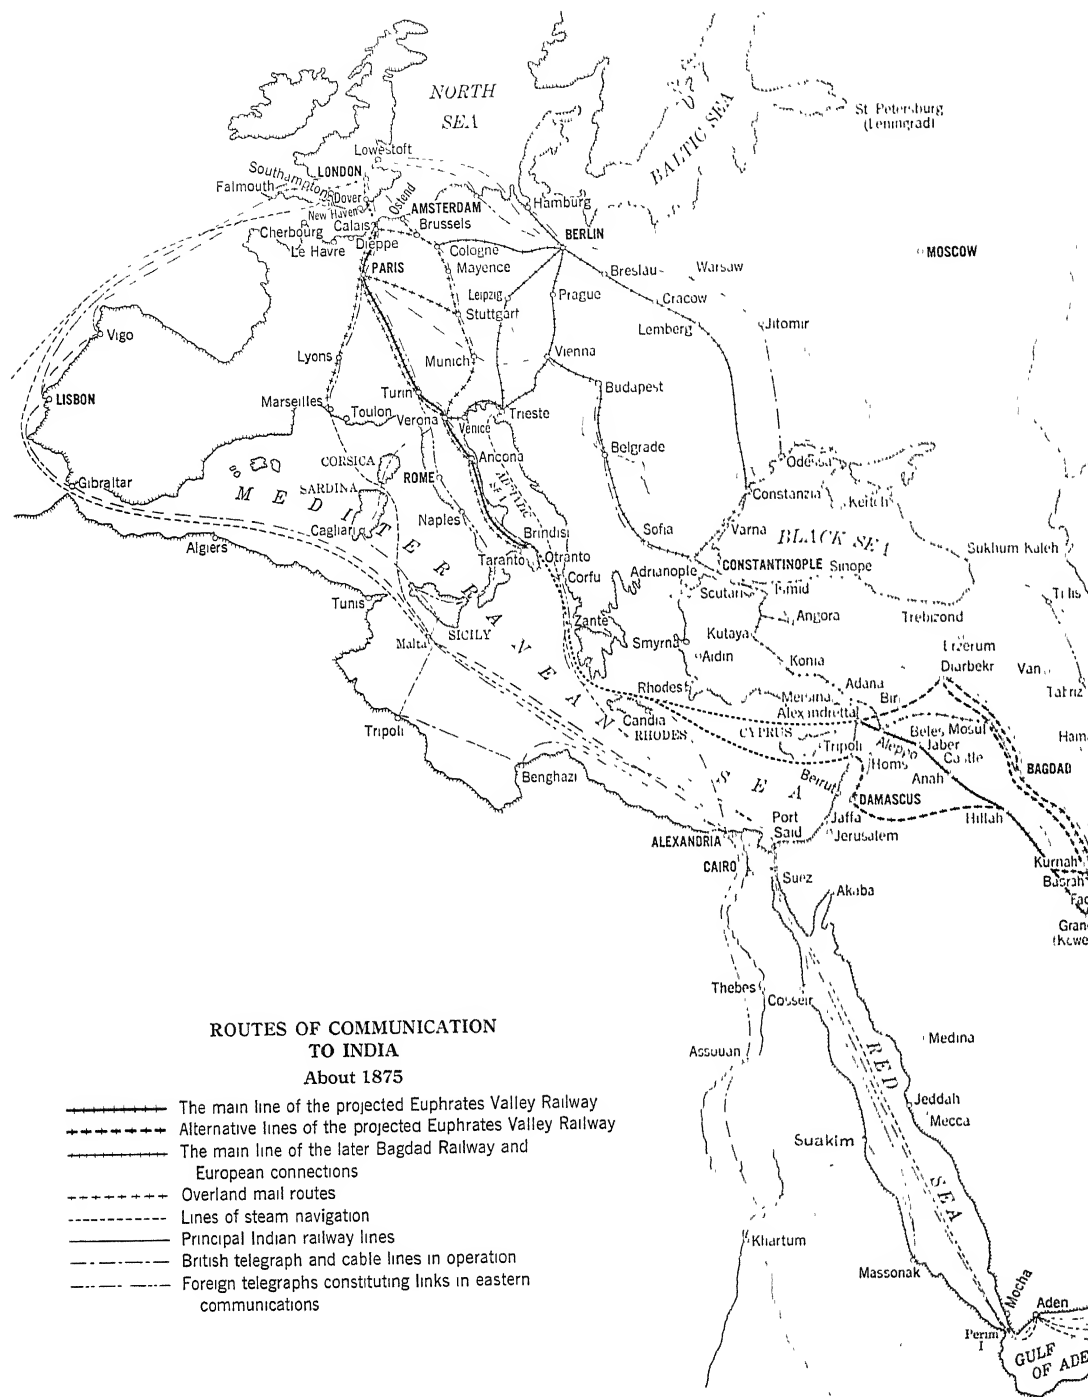 NORTH
SEA
BALTIC SEA
St Petersburg
(Leningrad)
Lowestoft
LONDON
Southampton
Falmouth
Dover
New Haven
Ostend
AMSTERDAM
Hamburg
Cherbourg
Calais
Brussels
BERLIN
Le Havre
Dieppe
Cologne
MOSCOW
PARIS
Mayence
Breslau
Warsaw
Leipzig
Prague
Cracow
Stuttgart
Lemberg
Jitomir
Vigo
Lyons
Munich
Vienna
Budapest
LISBON
Turin
Marseilles
Toulon
Verona
Venice
Trieste
Belgrade
Odessa
CORSICA
Ancona
ROME
Gibraltar
SARDINA
Constanzia
MEDITERRANEAN SEA
Naples
Brindisi
Sofia
Varna
BLACK SEA
Cagliari
Algiers
Taranto
Otranto
Adrianople
CONSTANTINOPLE
Sinope
Sukhum Kaleh
Corfu
Scutari
Tunis
Angora
Trebizond
Zante
SICILY
Malta
Smyrna
Kutaya
Aidin
Konia
Diarbekr
Van
Rhodes
Adana
Mersina
Alexandretta
Candia
RHODES
CYPRUS
Tripoli
Tripoli
Aleppo
Beles
Mosul
Jaber
Castle
Homs
Anah
BAGDAD
Benghazi
Beirut
DAMASCUS
Hillah
Port
Said
Jaffa
Jerusalem
ALEXANDRIA
CAIRO
Kurnah
Basrah
Suez
Akaba
Thebes
Cosseir
Assouan
Medina
RED SEA
Jeddah
Mecca
Suakim
Khartum
Massonak
Mocha
Aden
Perim
I
GULF
OF ADE
ROUTES OF COMMUNICATION
TO INDIA
About 1875
The main line of the projected Euphrates Valley Railway
Alternative lines of the projected Euphrates Valley Railway
The main line of the later Bagdad Railway and
European connections
Overland mail routes
Lines of steam navigation
Principal Indian railway lines
British telegraph and cable lines in operation
Foreign telegraphs constituting links in eastern
communications